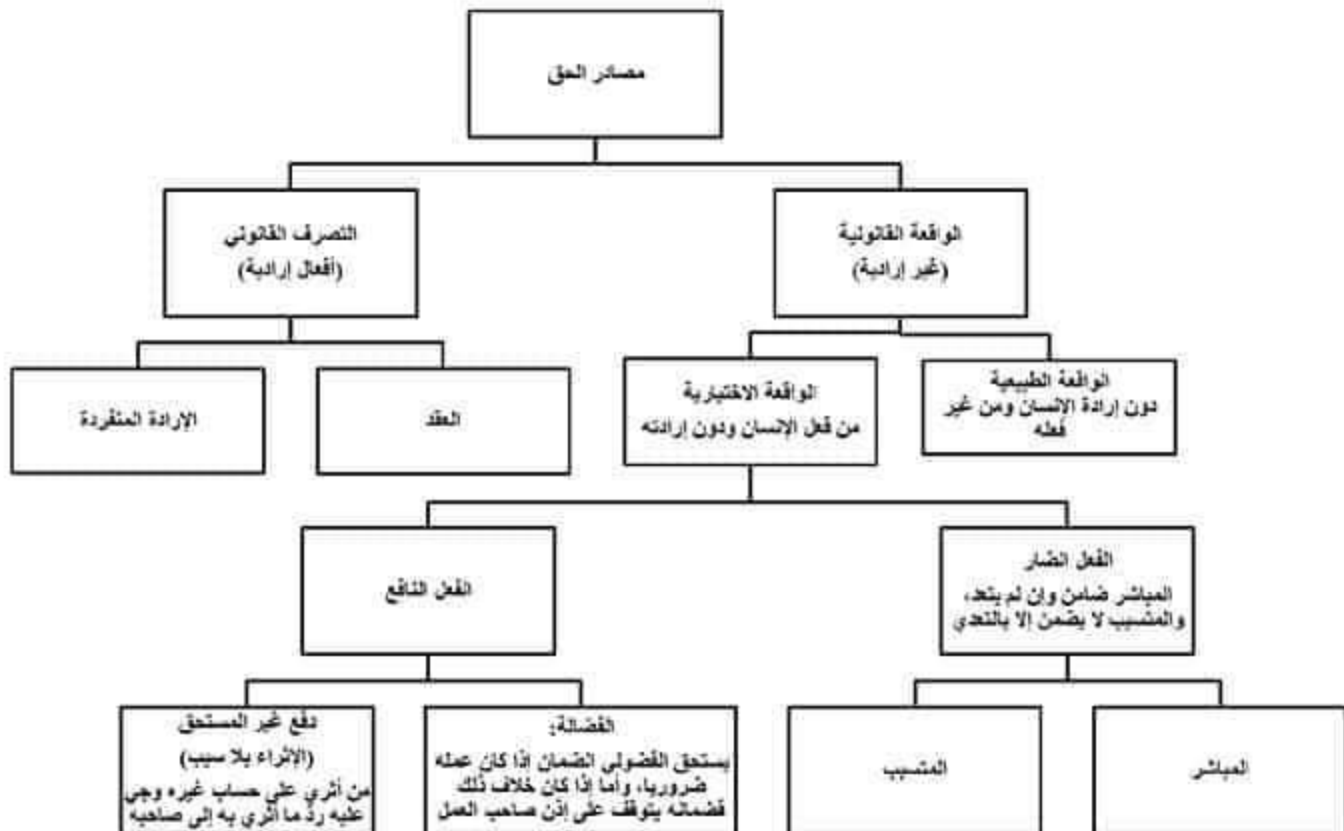 مصادر الحق
الواقعة القانونية
(غير إرادية)
التصرف القانوني
(أفعال إرادية)
الواقعة الطبيعية
دون إرادة الإنسان ومن غير
فعله
الواقعة الاختيارية
من فعل الإنسان ودون إرادته
العقد
الإرادة المنفردة
الفعل الضار
المباشر ضامن وإن لم يتعد،
والمتسبب لا يضمن إلا بالتعدي
الفعل النافع
المباشر
المتسبب
الفضالة:
يستحق الفضولي الضمان إذا كان عمله
ضروريا، وأما إذا كان خلاف ذلك
فضمانه يتوقف على إذن صاحب العمل
دفع غير المستحق
(الإثراء بلا سبب)
من أثري على حساب غيره وجي
عليه رد ما أثري به إلى صاحبه